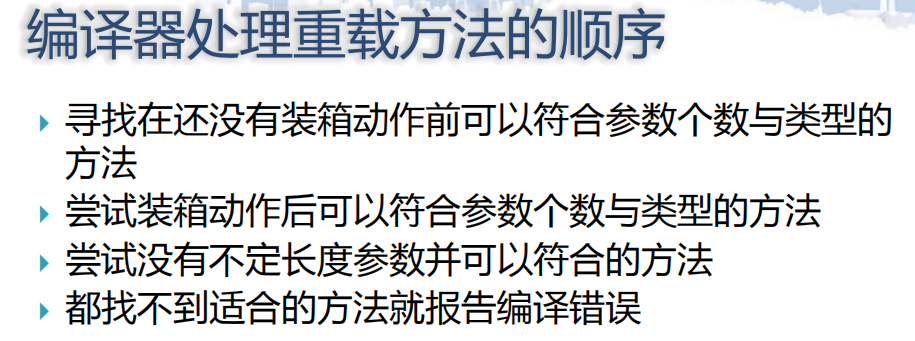 编译器处理重载方法的顺序
寻找在还没有装箱动作前可以符合参数个数与类型的
方法
尝试装箱动作后可以符合参数个数与类型的方法
尝试没有不定长度参数并可以符合的方法
都找不到适合的方法就报告编译错误